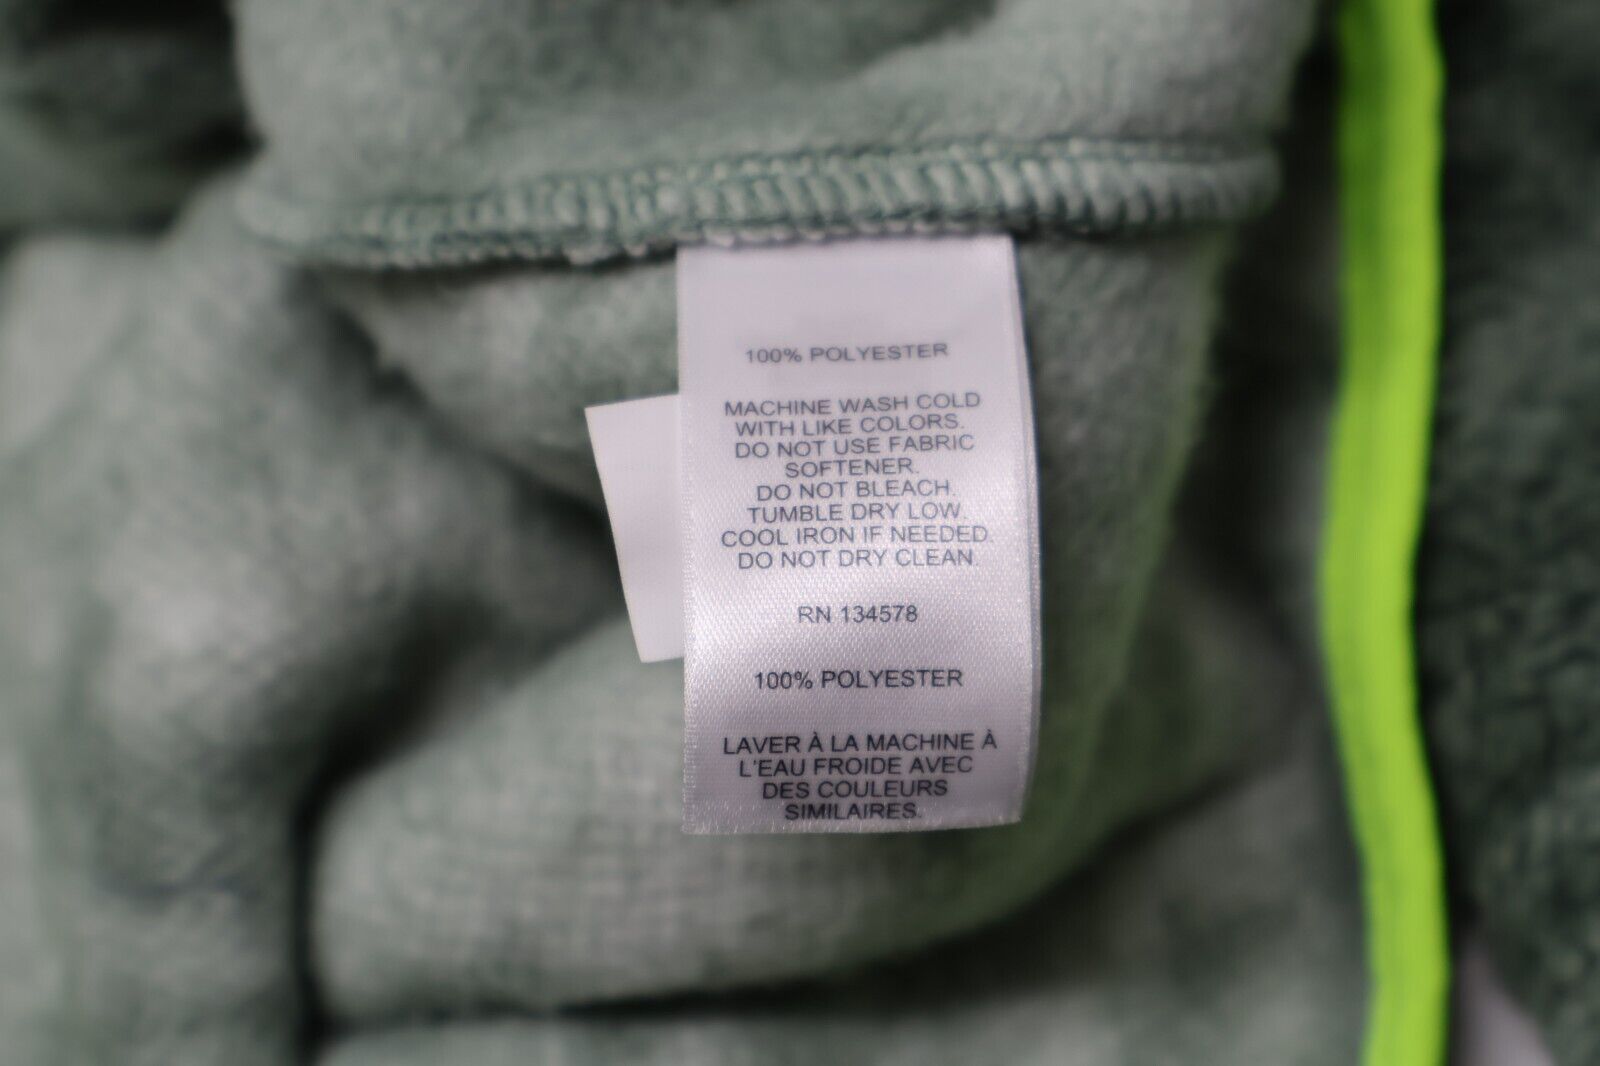 100% POLYESTER
MACHINE WASH COLD
WITH LIKE COLORS.
DO NOT USE FABRIC
SOFTENER.
DO NOT BLEACH.
TUMBLE DRY LOW.
COOL IRON IF NEEDED
DO NOT DRY CLEAN
RN 134578
100% POLYESTER
LAVER À LA MACHINE À
L'EAU FROIDE AVEC
DES COULEURS
SIMILAIRES.